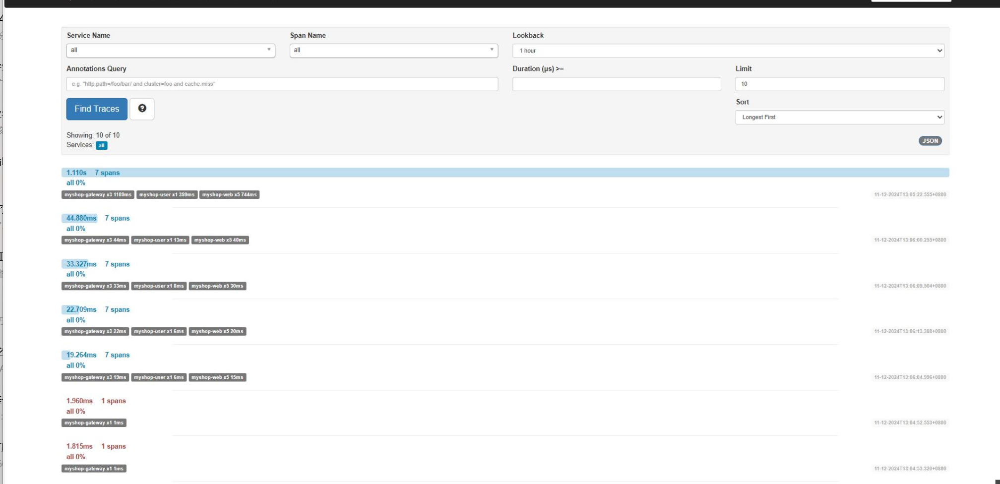 Service Name
Span Name
Lookback
all
all
1 hour
Annotations Query
Duration (μs) >=
Limit
e.g. "http.path=/foo/bar/ and cluster=foo and cache.miss"
10
Find Traces
Sort
Longest First
Showing: 10 of 10
Services: all
JSON
1.110s 7 spans
all 0%
myshop-gateway x3 1109ms myshop-user x1 399ms myshop-web x5 744ms
11-12-2024T13:05:22.555+0800
44.880ms 7 spans
all 0%
myshop-gateway x3 44ms myshop-user x1 13ms myshop-web x5 40ms
11-12-2024T13:06:00.255+0800
33.327ms 7 spans
all 0%
myshop-gateway x3 33ms myshop-user x1 8ms myshop-web x5 30ms
11-12-2024T13:06:09.504+0800
22.709ms 7 spans
all 0%
myshop-gateway x3 22ms myshop-user x1 6ms myshop-web x5 20ms
11-12-2024T13:06:13.388+0800
19.264ms 7 spans
all 0%
myshop-gateway x3 19ms myshop-user x1 6ms myshop-web x5 15ms
11-12-2024T13:06:04.996+0800
1.960ms 1 spans
all 0%
myshop-gateway x1 1ms
11-12-2024T13:04:52.553+0800
1.815ms 1 spans
all 0%
myshop-gateway x1 1ms
11-12-2024T13:04:53.320+0800